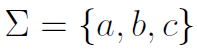 Σ = {a, b, c}